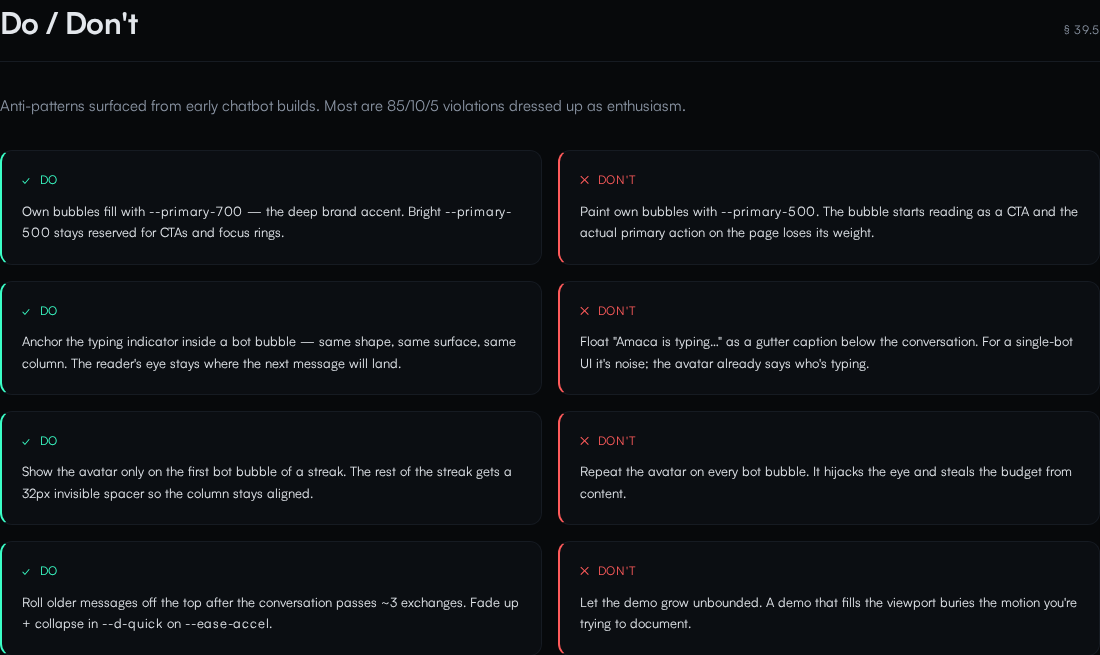 Do / Don't
§ 39.5
Anti-patterns surfaced from early chatbot builds. Most are 85/10/5 violations dressed up as enthusiasm.
✓ DO
Own bubbles fill with --primary-700 — the deep brand accent. Bright --primary-
500 stays reserved for CTAs and focus rings.
✕ DON'T
Paint own bubbles with --primary-500. The bubble starts reading as a CTA and the
actual primary action on the page loses its weight.
✓ DO
Anchor the typing indicator inside a bot bubble — same shape, same surface, same
column. The reader's eye stays where the next message will land.
✕ DON'T
Float "Amaca is typing…" as a gutter caption below the conversation. For a single-bot
UI it's noise; the avatar already says who's typing.
✓ DO
Show the avatar only on the first bot bubble of a streak. The rest of the streak gets a
32px invisible spacer so the column stays aligned.
✕ DON'T
Repeat the avatar on every bot bubble. It hijacks the eye and steals the budget from
content.
✓ DO
Roll older messages off the top after the conversation passes ~3 exchanges. Fade up
+ collapse in --d-quick on --ease-accel.
✕ DON'T
Let the demo grow unbounded. A demo that fills the viewport buries the motion you're
trying to document.